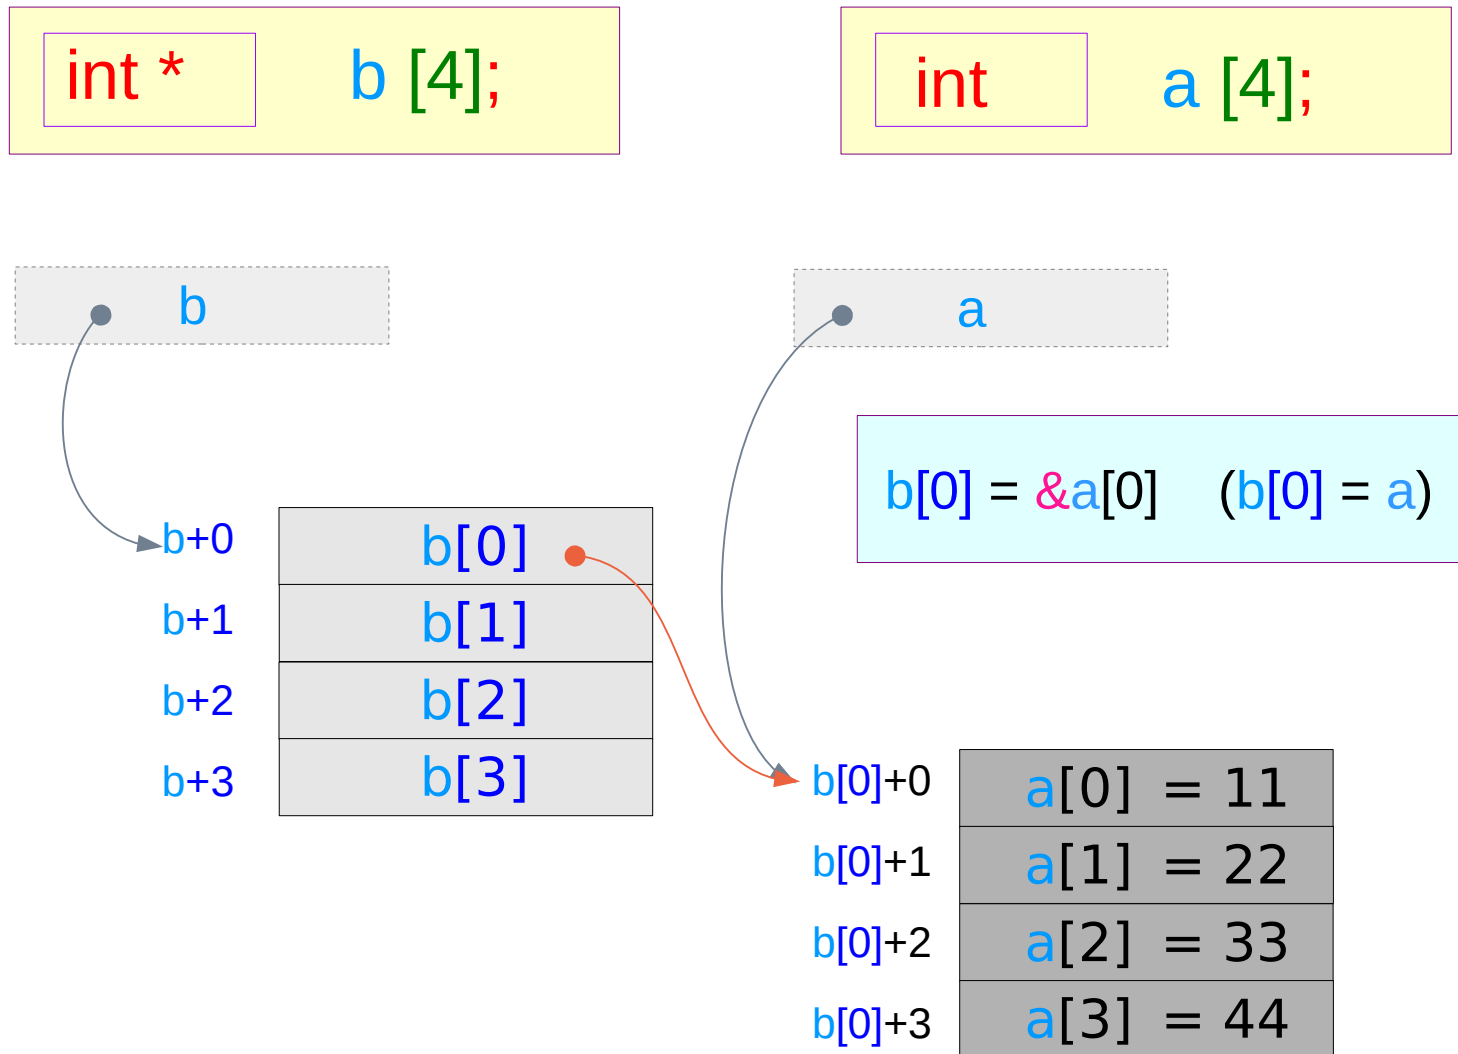 int * b [4];
int a [4];
b
a
b[0] = &a[0] (b[0] = a)
b+0 b[0]
b+1 b[1]
b+2 b[2]
b+3 b[3]
b[0]+0 a[0] = 11
b[0]+1 a[1] = 22
b[0]+2 a[2] = 33
b[0]+3 a[3] = 44